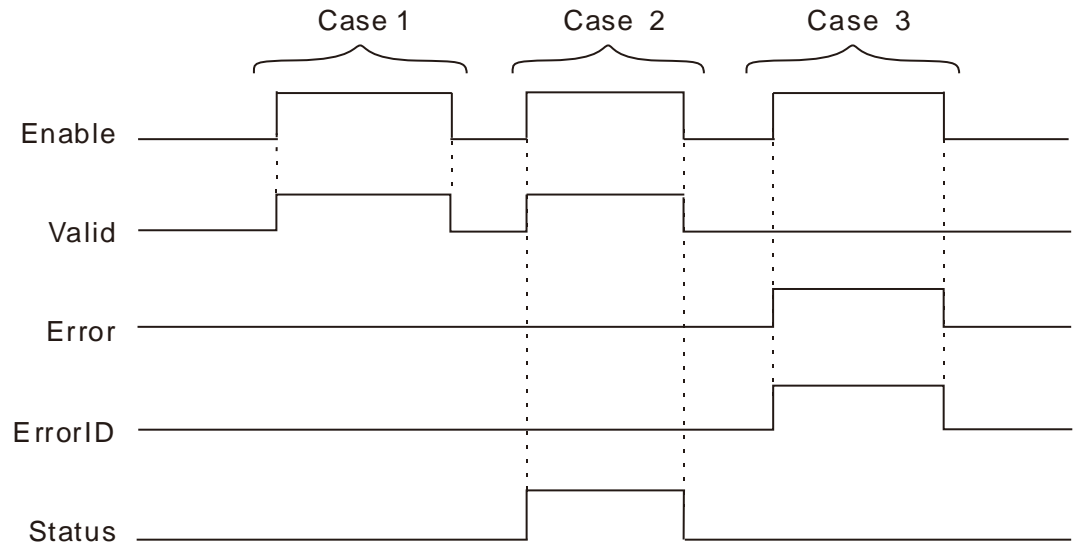 Case 1
Case 2
Case 3
Enable
Valid
Error
ErrorID
Status